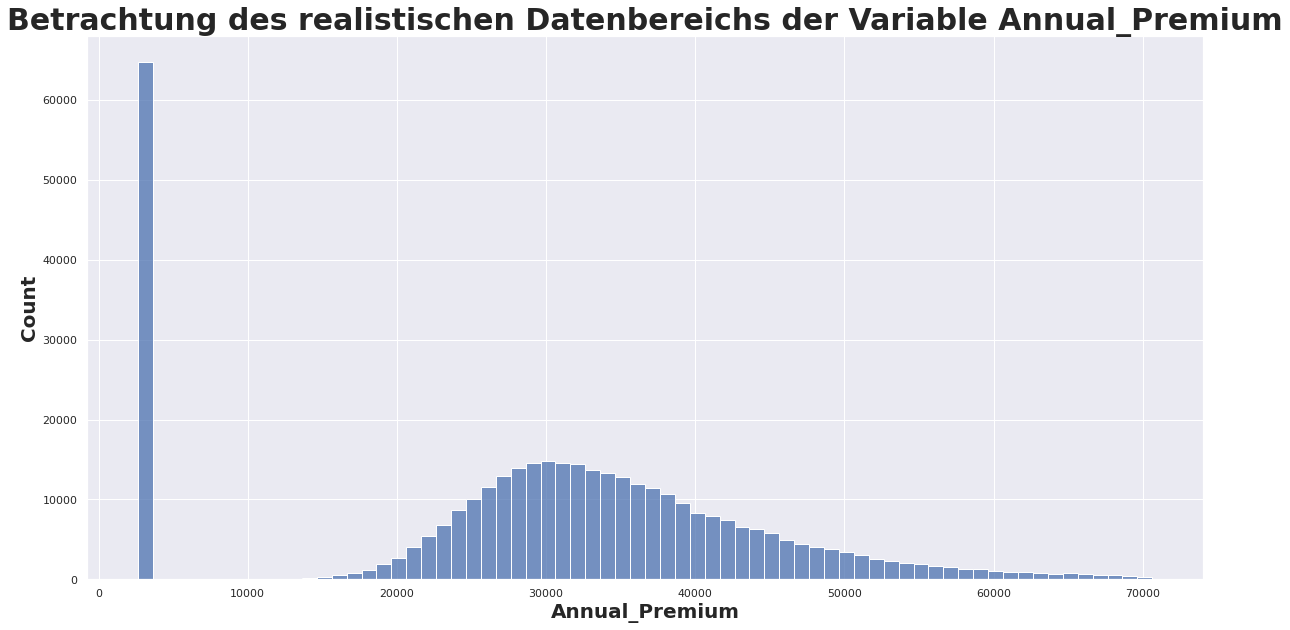 Betrachtung des realistischen Datenbereichs der Variable Annual_Premium
60000
50000
40000
30000
20000
10000
0
Count
0 10000 20000 30000 40000 50000 60000 70000
Annual_Premium